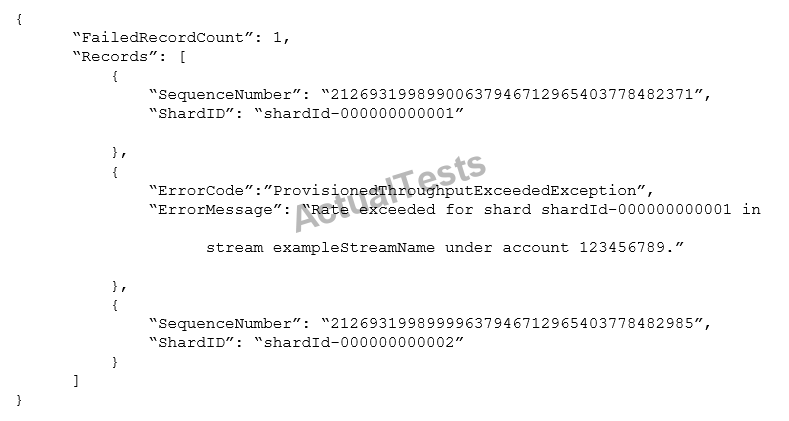 {
“FailedRecordCount”: 1,
“Records”: [
{
“SequenceNumber”: “21269319989900637946712965403778482371”,
“ShardID”: “shardId-000000000001”
},
{
“ErrorCode”:”ProvisionedThroughputExceededException”,
“ErrorMessage”: “Rate exceeded for shard shardId-000000000001 in
stream exampleStreamName under account 123456789.”
},
{
“SequenceNumber”: “21269319989999637946712965403778482985”,
“ShardID”: “shardId-000000000002”
}
]
}
ActualTests